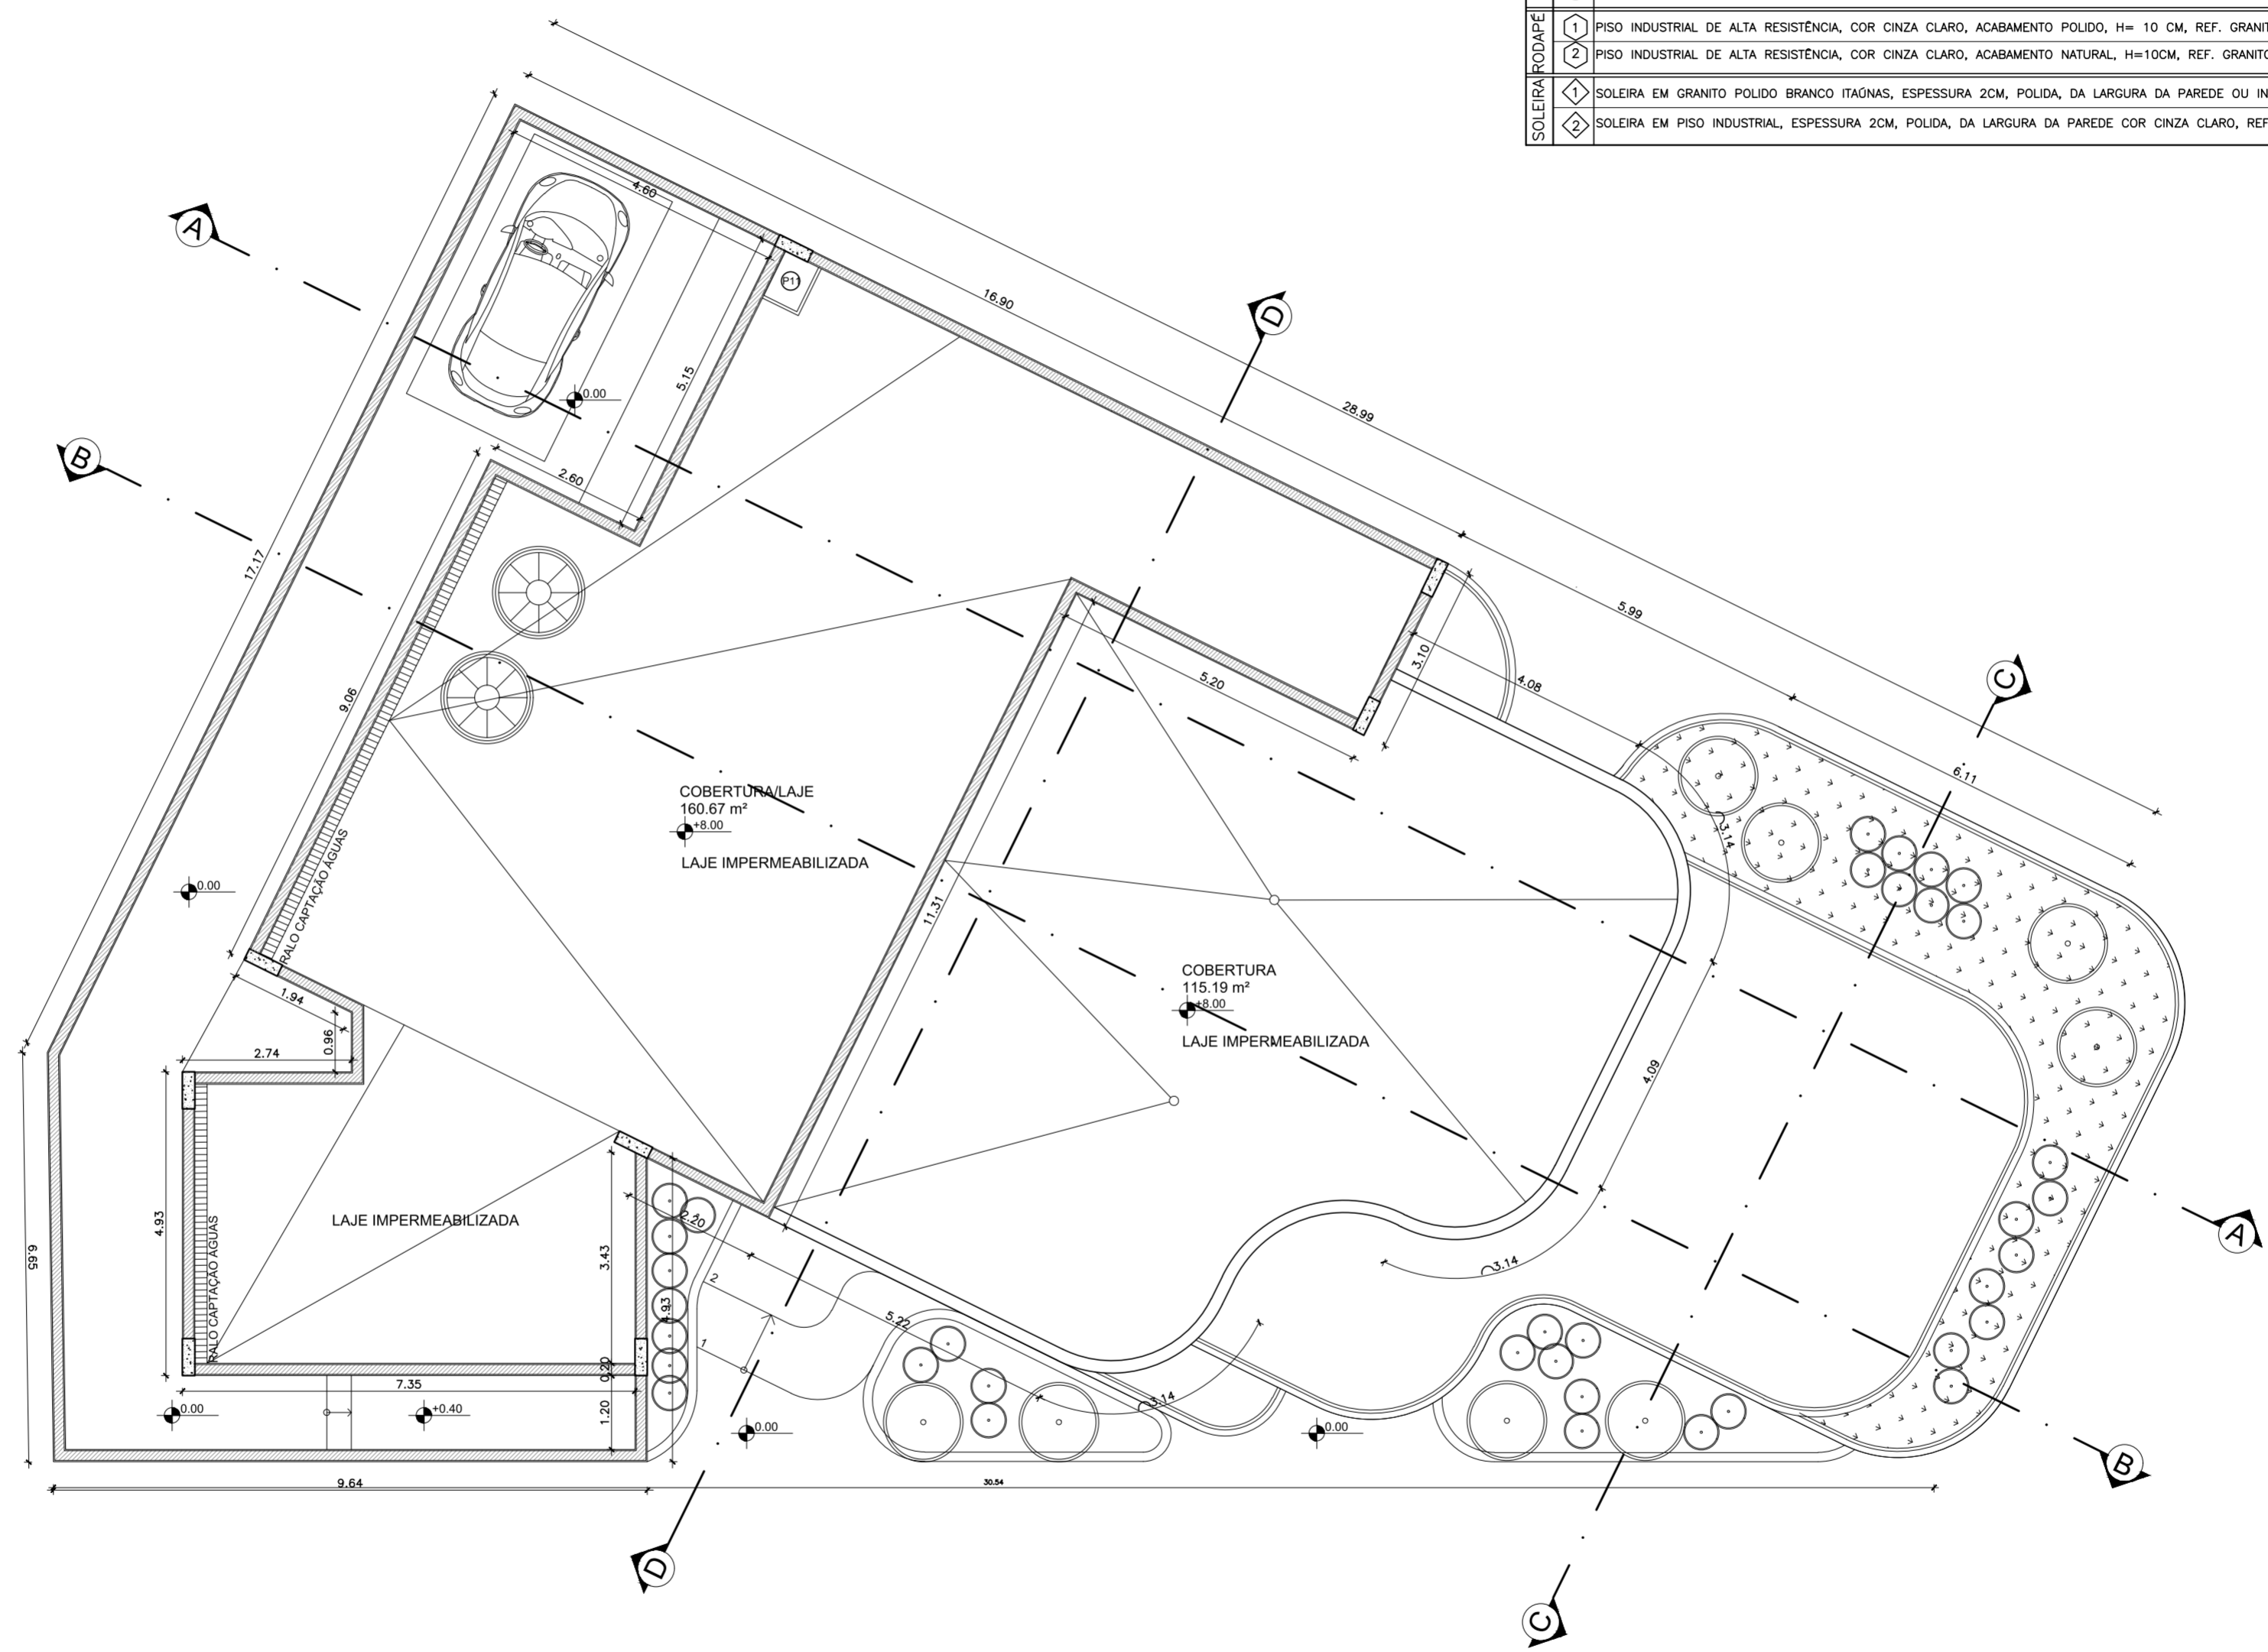 RODAPÉ
1 PISO INDUSTRIAL DE ALTA RESISTÊNCIA, COR CINZA CLARO, ACABAMENTO POLIDO, H= 10 CM, REF. GRANIT
2 PISO INDUSTRIAL DE ALTA RESISTÊNCIA, COR CINZA CLARO, ACABAMENTO NATURAL, H=10CM, REF. GRANITO
SOLEIRA
1 SOLEIRA EM GRANITO POLIDO BRANCO ITAÚNAS, ESPESSURA 2CM, POLIDA, DA LARGURA DA PAREDE OU IN
2 SOLEIRA EM PISO INDUSTRIAL, ESPESSURA 2CM, POLIDA, DA LARGURA DA PAREDE COR CINZA CLARO, REF
4.60
A
P11
16.90
D
5.15
0.00
28.99
B
2.60
17.17
5.99
3.10
C
5.20
4.08
9.06
6.11
COBERTURA/LAJE
160.67 m²
+8.00
LAJE IMPERMEABILIZADA
3.14
RALO CAPTAÇÃO ÁGUAS
0.00
11.31
COBERTURA
115.19 m²
+8.00
LAJE IMPERMEABILIZADA
1.94
0.96
2.74
4.09
4.93
LAJE IMPERMEABILIZADA
2.20
A
6.65
RALO CAPTAÇÃO AGUAS
3.43
4.93
2
1
3.14
5.22
0.20
7.35
3.14
1.20
0.00
+0.40
0.00
0.00
B
9.64
30.54
D
C